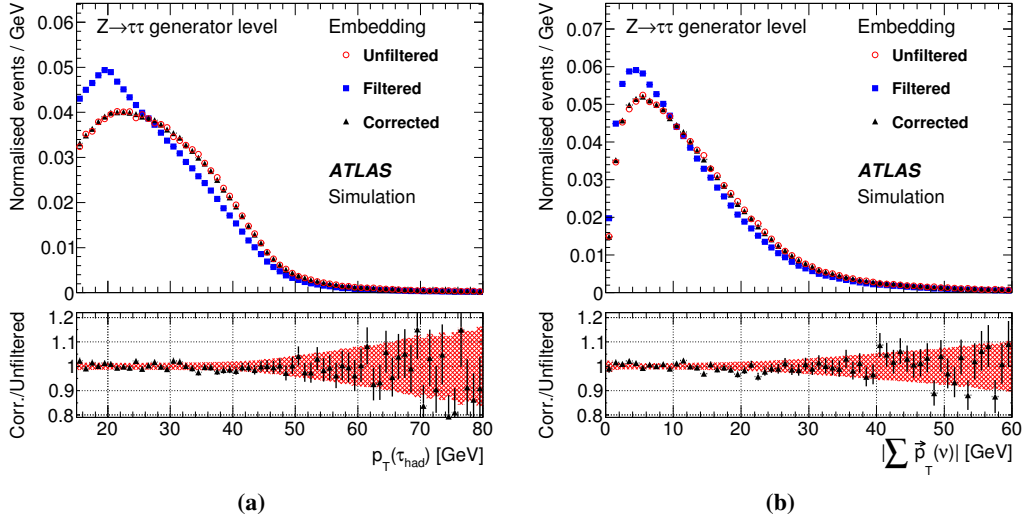 Normalised events / GeV
0.06
0.05
0.04
0.03
0.02
0.01
0
Z→ττ generator level
Embedding
Unfiltered
Filtered
Corrected
ATLAS
Simulation
Corr./Unfiltered
1.2
1.1
1
0.9
0.8
20 30 40 50 60 70 80
p_T(τ_had) [GeV]
(a)
Normalised events / GeV
0.07
0.06
0.05
0.04
0.03
0.02
0.01
0
Z→ττ generator level
Embedding
Unfiltered
Filtered
Corrected
ATLAS
Simulation
Corr./Unfiltered
1.2
1.1
1
0.9
0.8
0 10 20 30 40 50 60
|∑ p⃗_T(ν)| [GeV]
(b)